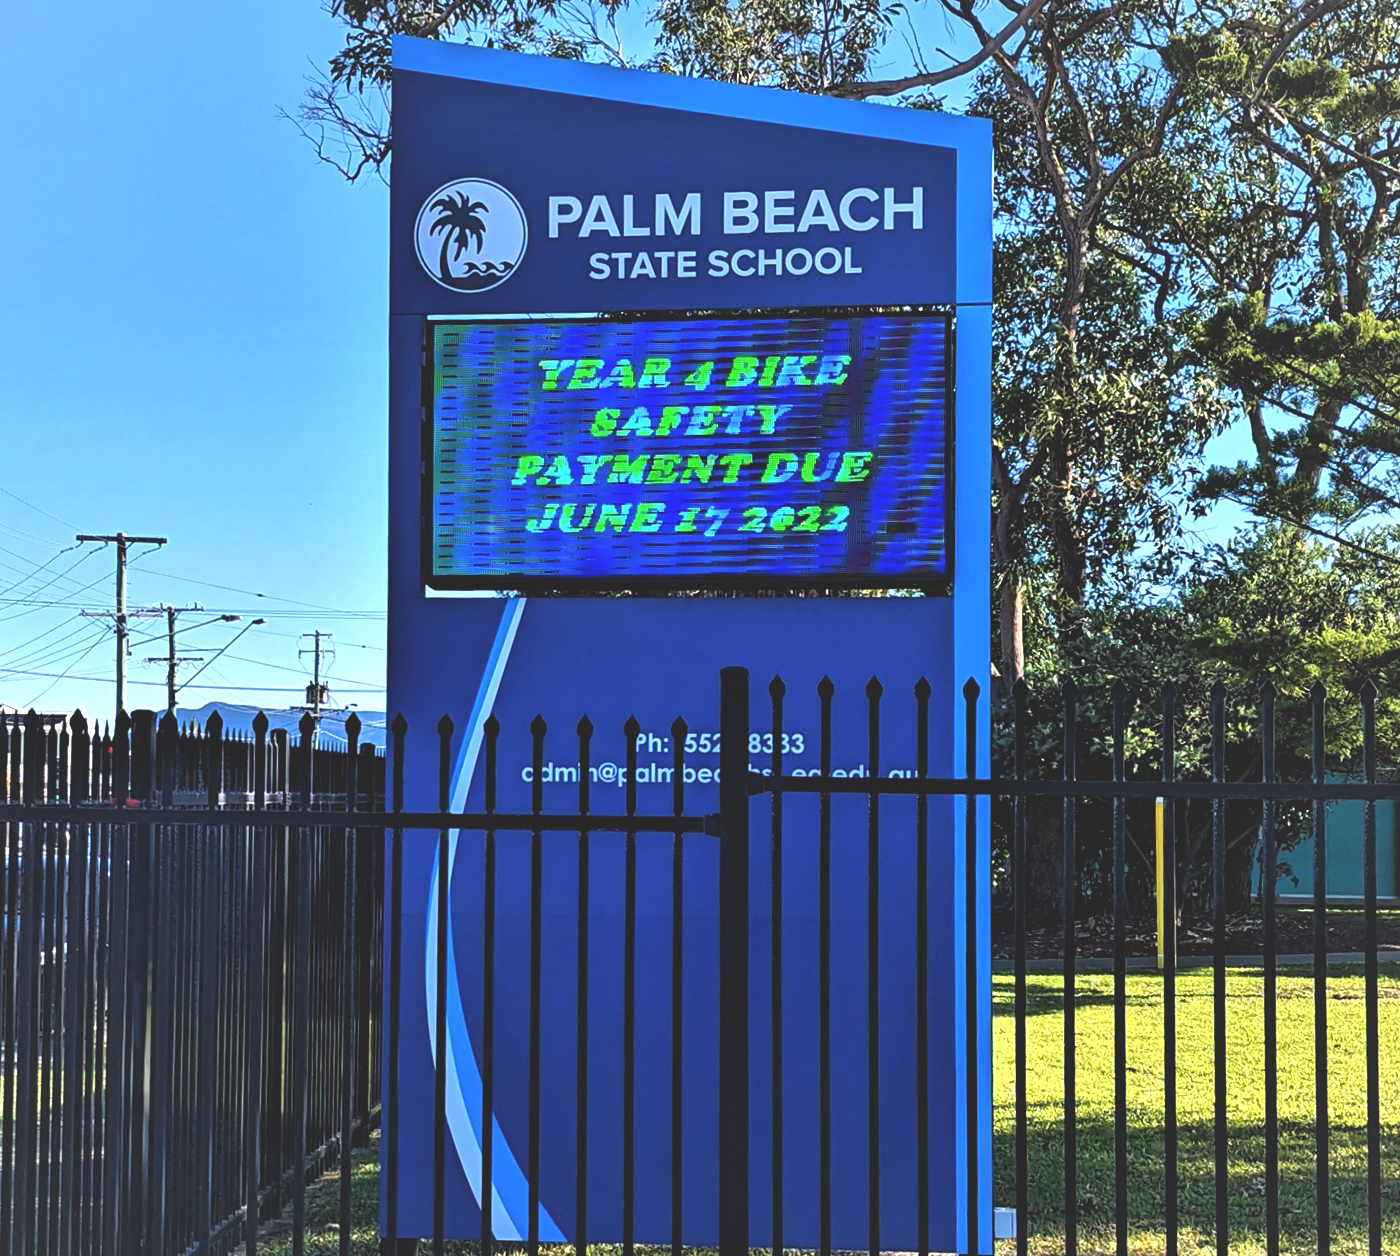 PALM BEACH
STATE SCHOOL
YEAR 4 BIKE
SAFETY
PAYMENT DUE
JUNE 17 2022
Ph: